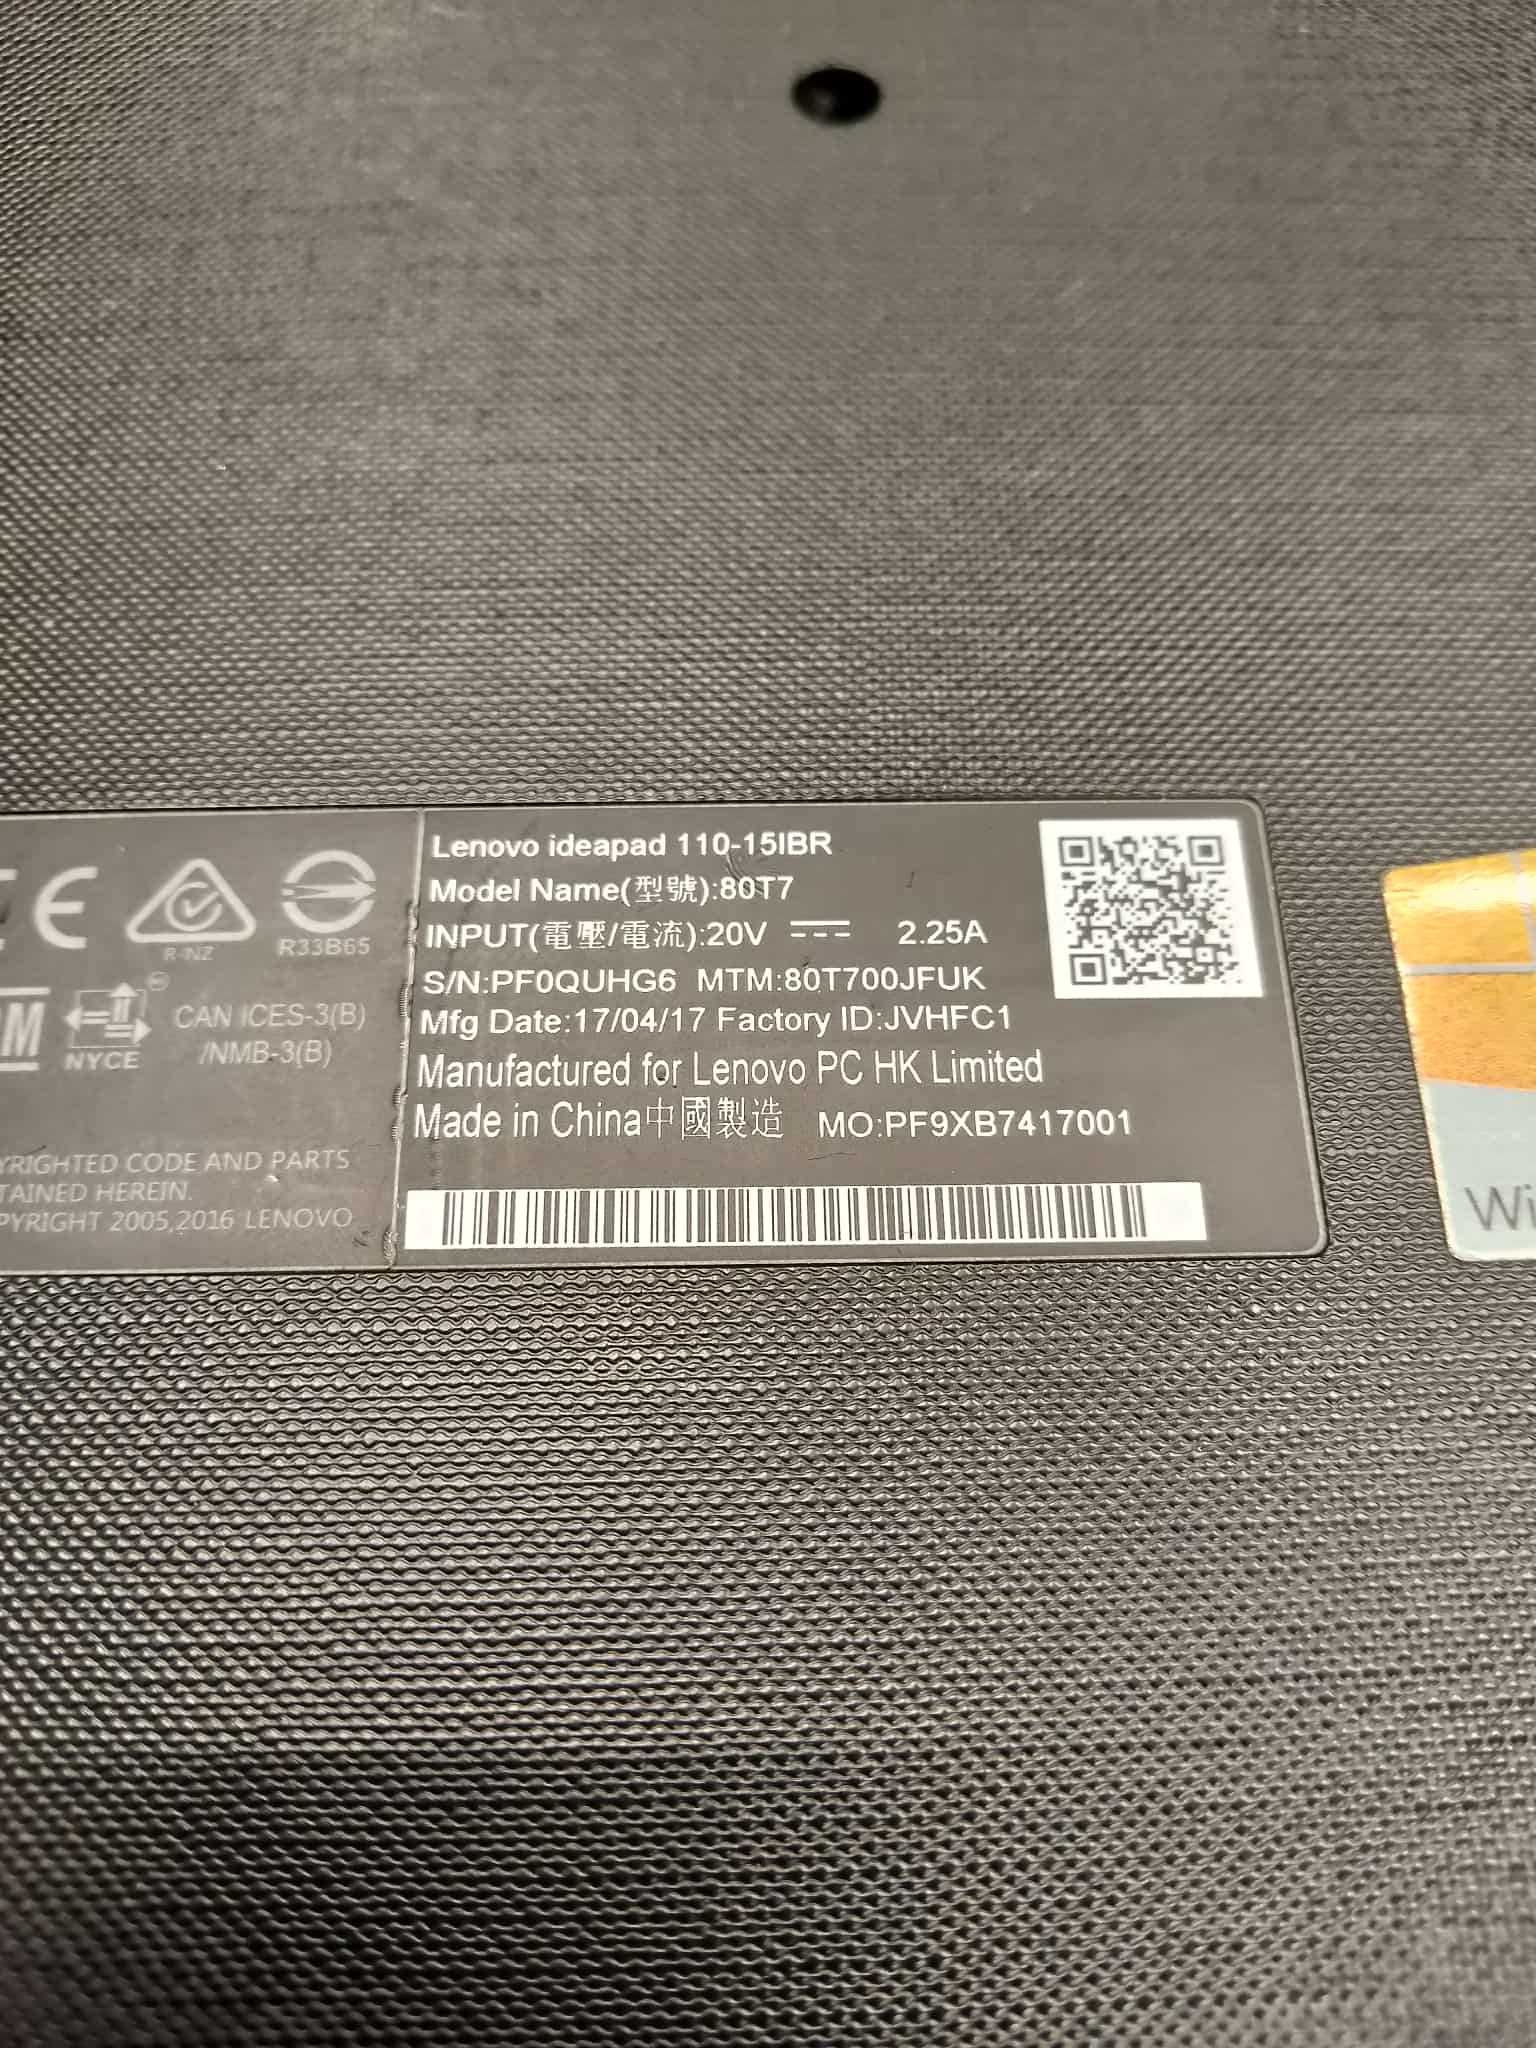 Lenovo ideapad 110-15IBR
Model Name(型號):80T7
INPUT(電壓/電流):20V 2.25A
S/N:PF0QUHG6 MTM:80T700JFUK
Mfg Date:17/04/17 Factory ID:JVHFC1
Manufactured for Lenovo PC HK Limited
Made in China中國製造 MO:PF9XB7417001
CE
R-NZ
R33B65
NYCE
CAN ICES-3(B)
/NMB-3(B)
YRIGHTED CODE AND PARTS
TAINED HEREIN.
PYRIGHT 2005,2016 LENOVO
Wi